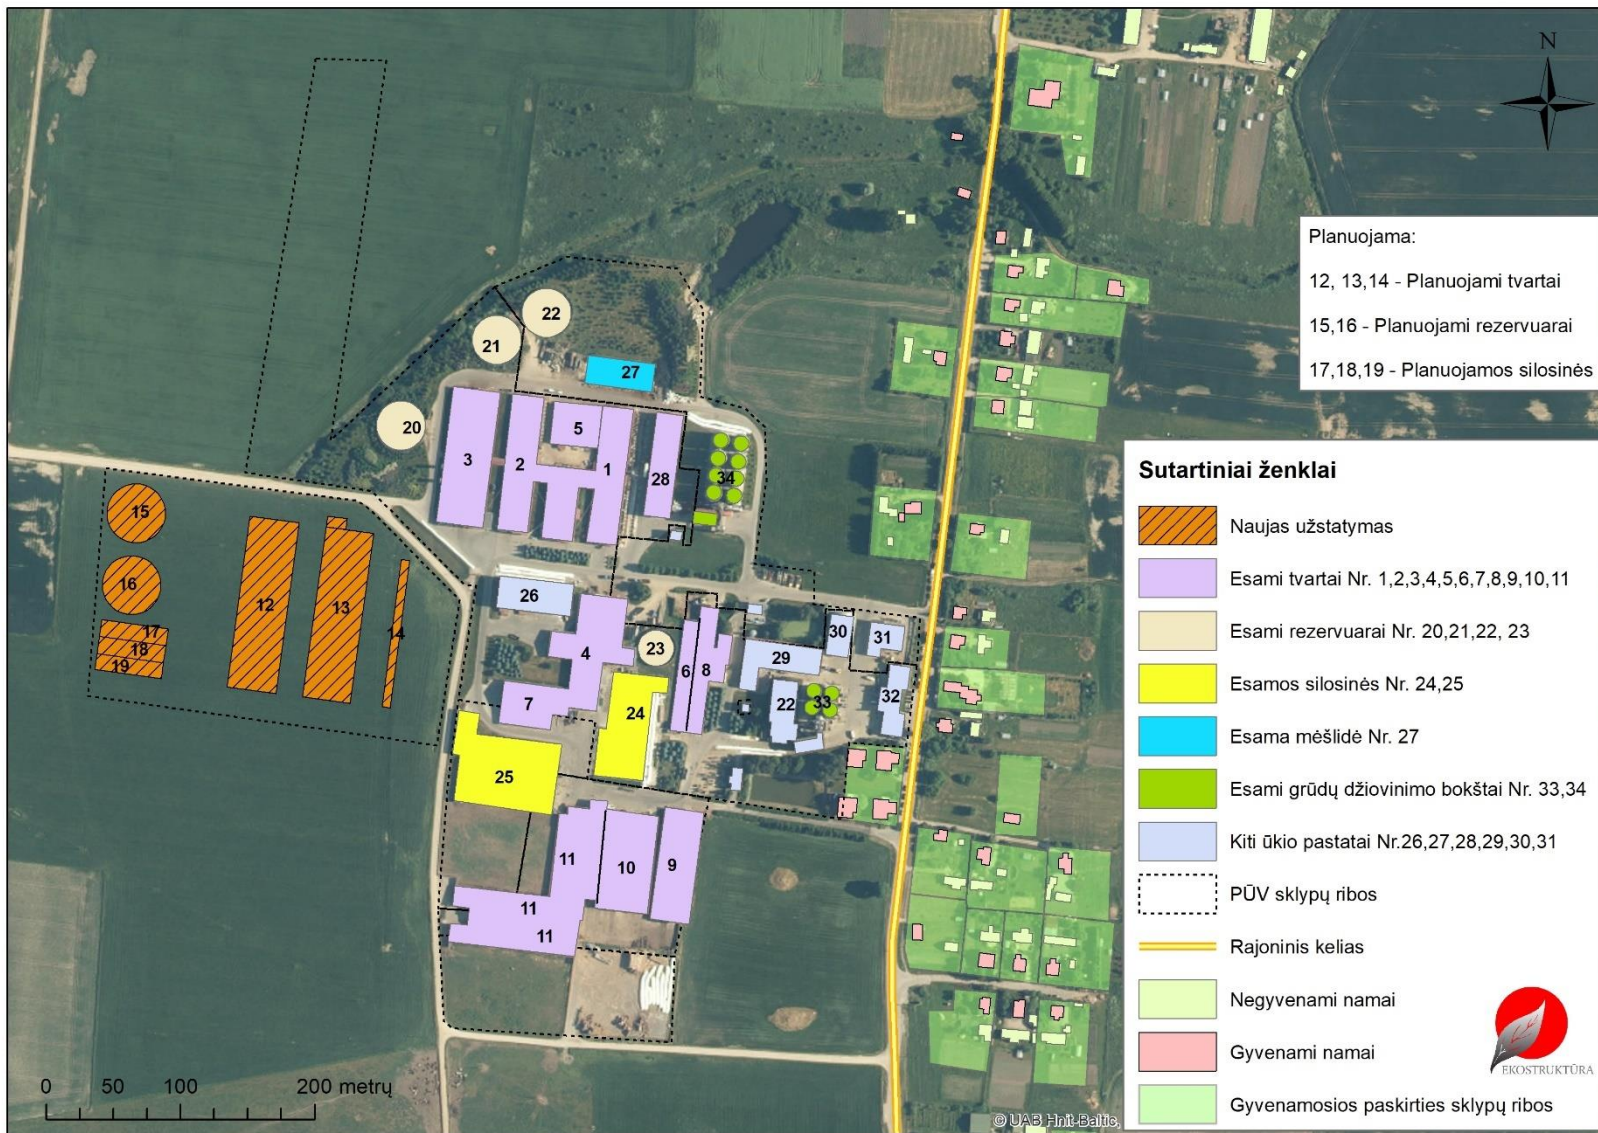 N
Planuojama:
12, 13,14 - Planuojami tvartai
15,16 - Planuojami rezervuarai
17,18,19 - Planuojamos silosinės
22
21
27
20
5
3
2
1
28
34
15
16
12
13
14
17
18
19
26
4
23
6
8
30
31
29
7
24
22
33
32
25
11
10
9
11
11
Sutartiniai ženklai
Naujas užstatymas
Esami tvartai Nr. 1,2,3,4,5,6,7,8,9,10,11
Esami rezervuarai Nr. 20,21,22, 23
Esamos silosinės Nr. 24,25
Esama mėšlidė Nr. 27
Esami grūdų džiovinimo bokštai Nr. 33,34
Kiti ūkio pastatai Nr.26,27,28,29,30,31
PŪV sklypų ribos
Rajoninis kelias
Negyvenami namai
Gyvenami namai
Gyvenamosios paskirties sklypų ribos
EKOSTRUKTŪRA
0 50 100 200 metrų
© UAB Hnit-Baltic,